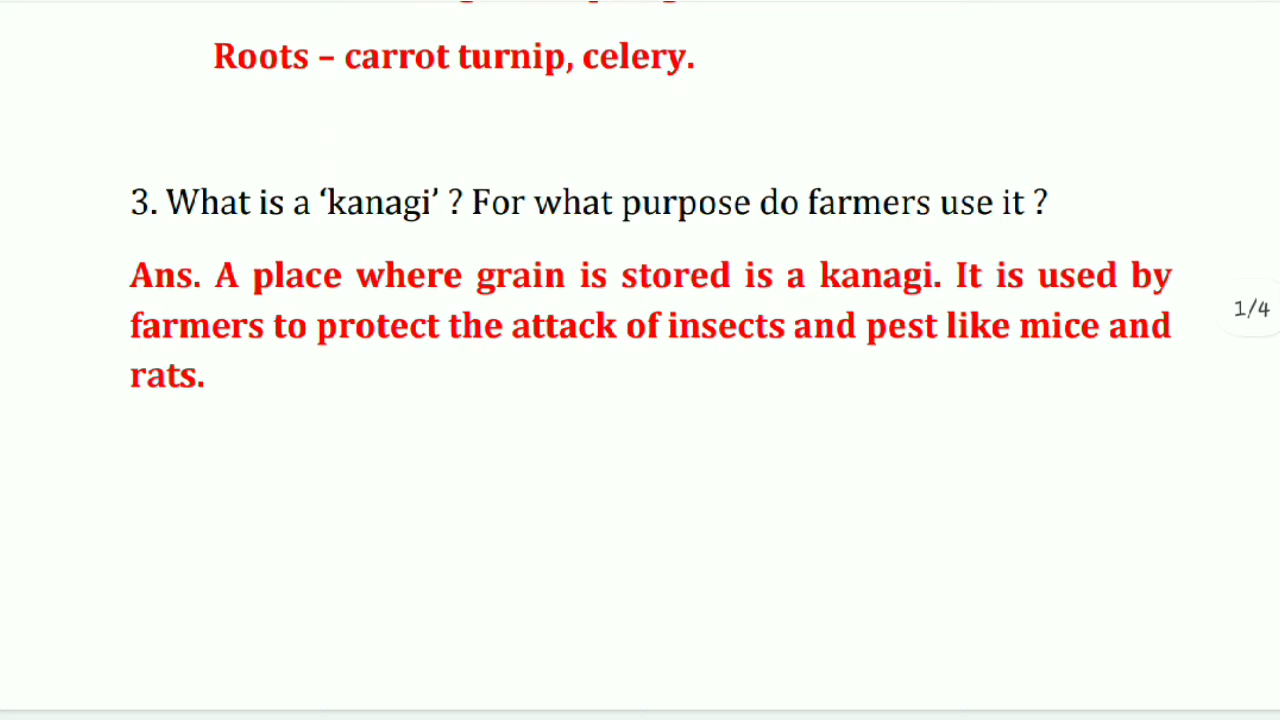 Roots – carrot turnip, celery.
3. What is a ‘kanagi’ ? For what purpose do farmers use it ?
Ans. A place where grain is stored is a kanagi. It is used by
farmers to protect the attack of insects and pest like mice and
rats.
1/4